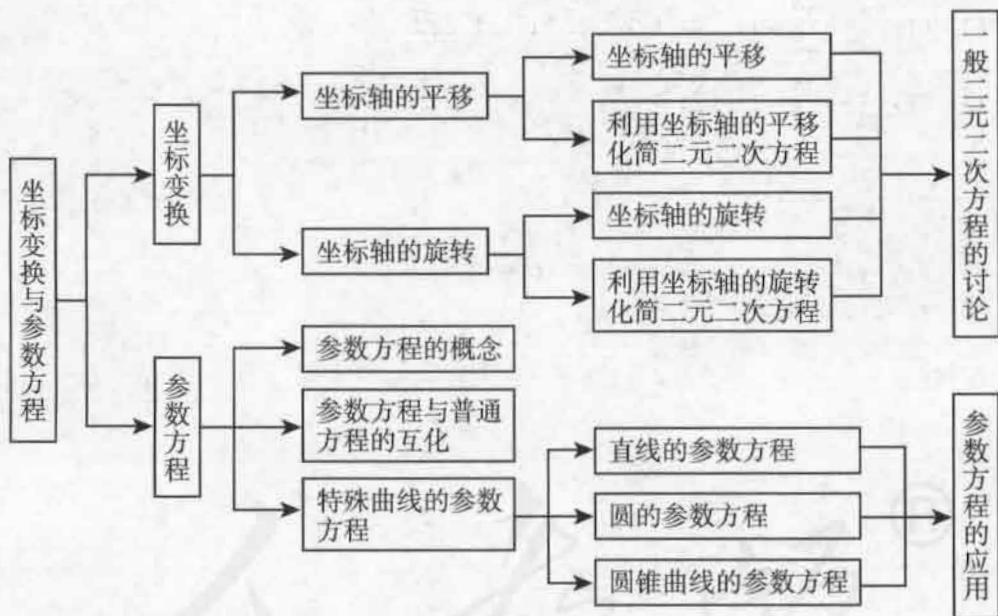 坐标变换与参数方程
坐标变换
参数方程
坐标轴的平移
坐标轴的旋转
参数方程的概念
参数方程与普通
方程的互化
特殊曲线的参数
方程
坐标轴的平移
利用坐标轴的平移
化简二元二次方程
坐标轴的旋转
利用坐标轴的旋转
化简二元二次方程
直线的参数方程
圆的参数方程
圆锥曲线的参数方程
一般二元二次方程的讨论
参数方程的应用